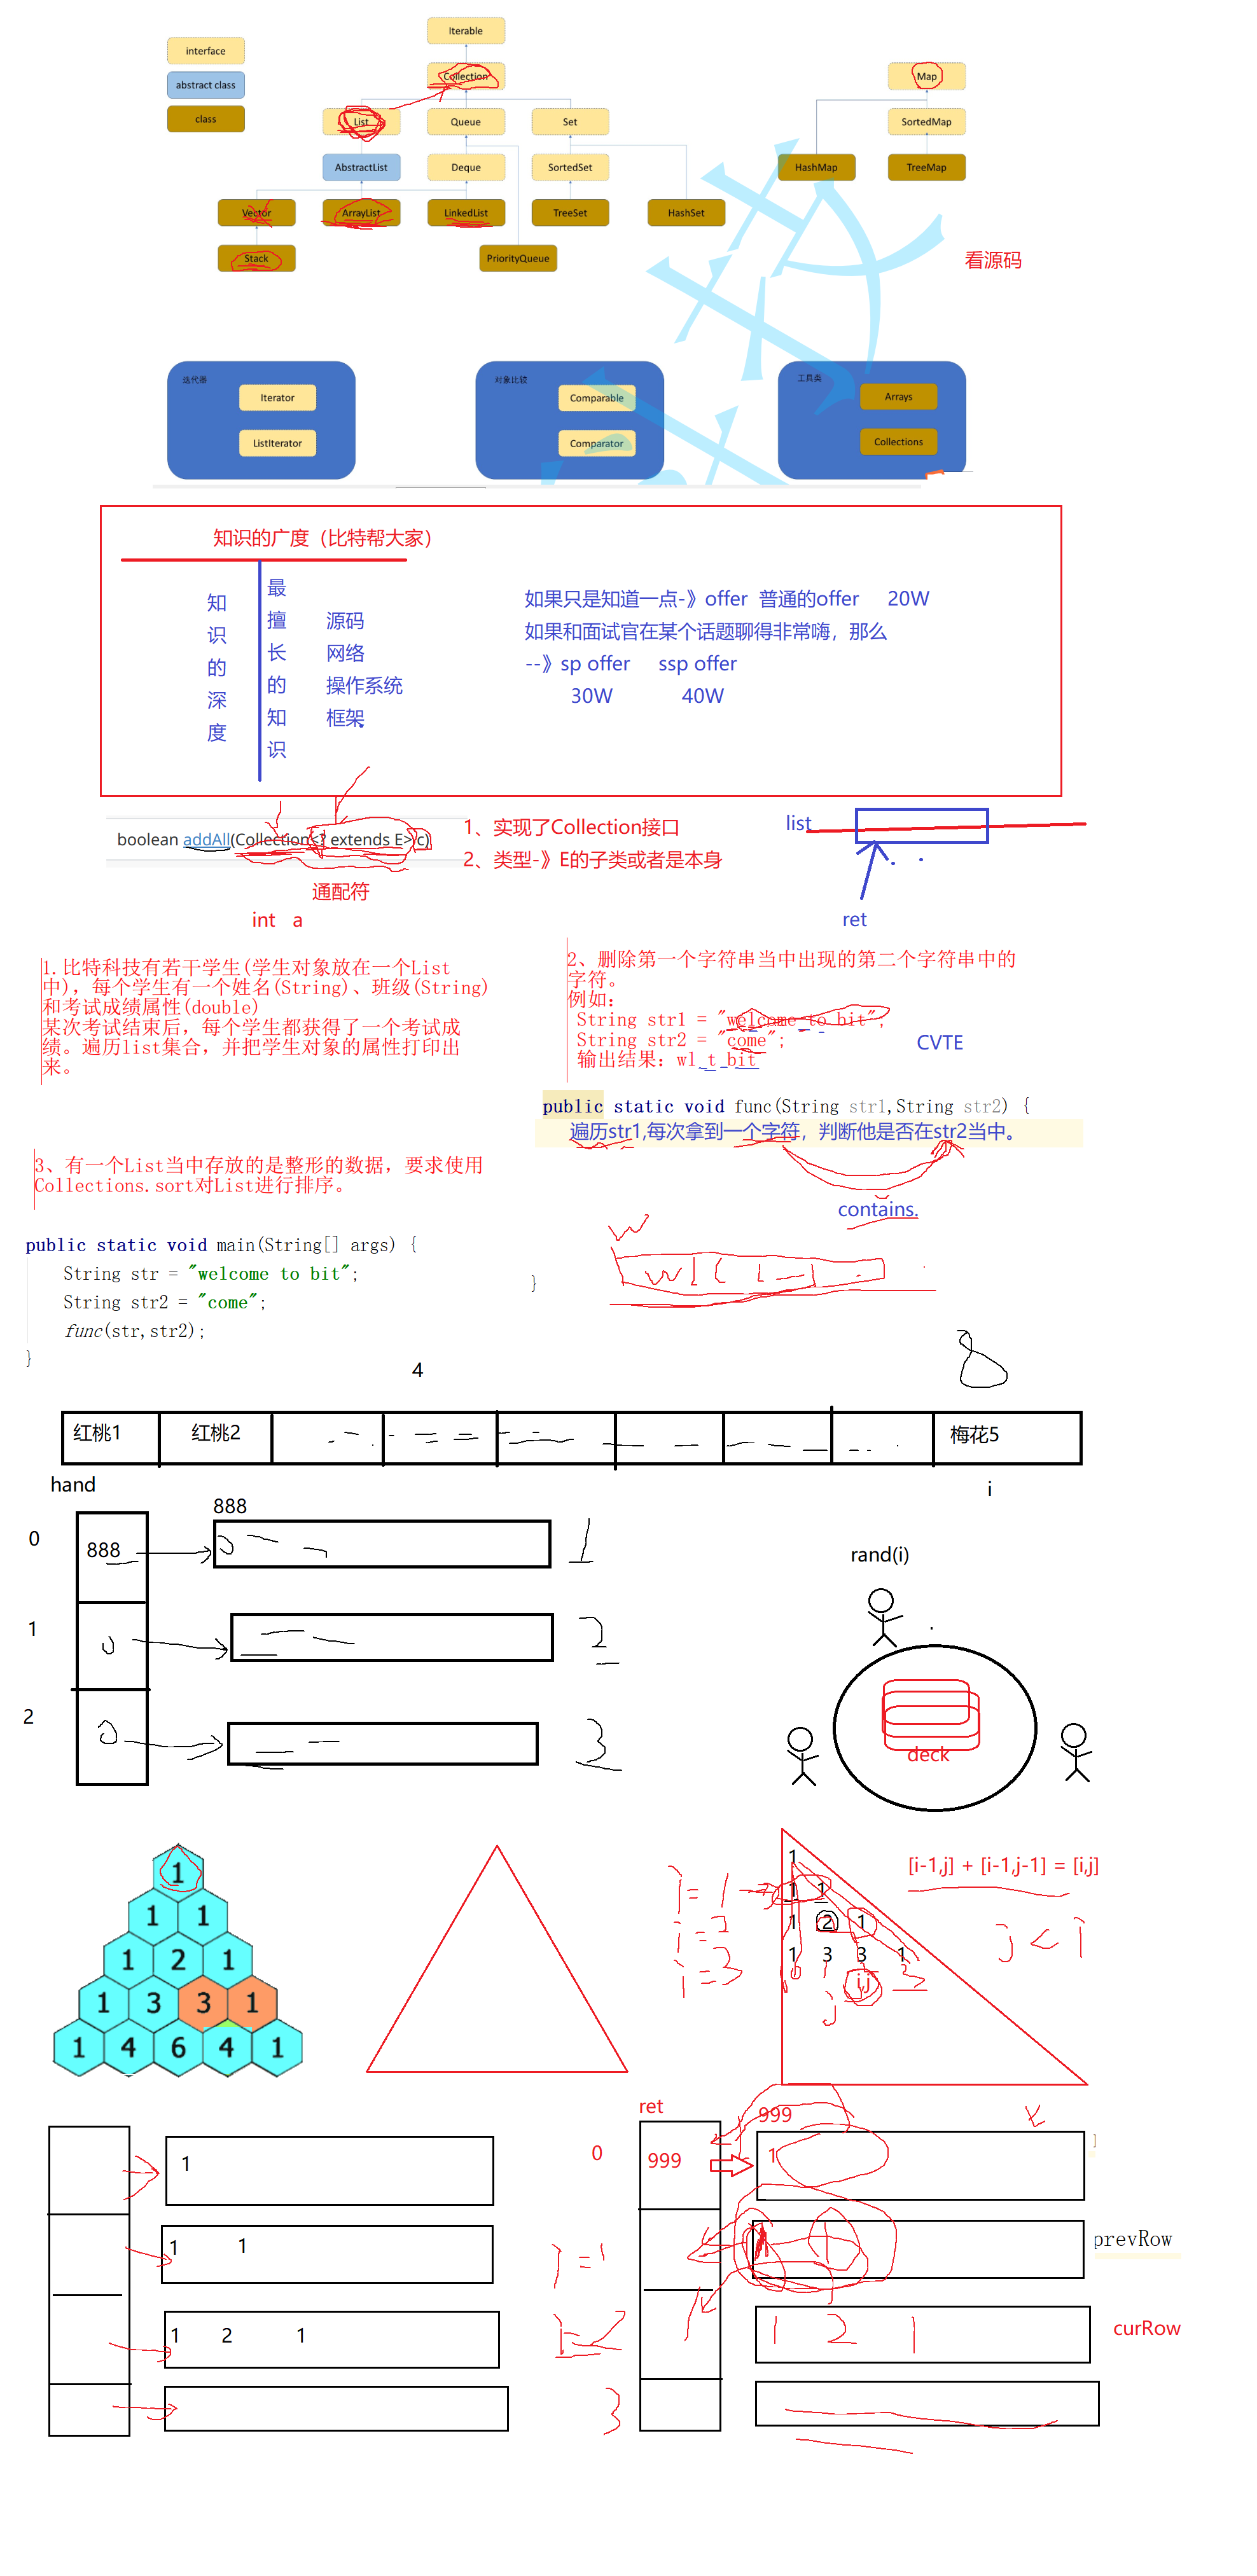 Iterable
interface
Collection
Map
abstract class
class
List
Queue
Set
SortedMap
AbstractList
Deque
SortedSet
HashMap
TreeMap
Vector
ArrayList
LinkedList
TreeSet
HashSet
Stack
PriorityQueue
看源码
迭代器
Iterator
ListIterator
对象比较
Comparable
Comparator
工具类
Arrays
Collections
知识的广度（比特帮大家）
知识的深度
最擅长的知识
源码
网络
操作系统
框架
如果只是知道一点-》offer 普通的offer 20W
如果和面试官在某个话题聊得非常嗨，那么
--》sp offer ssp offer
30W 40W
boolean addAll(Collection<? extends E> c)
1、实现了Collection接口
2、类型-》E的子类或者是本身
通配符
int a
list
ret
1.比特科技有若干学生(学生对象放在一个List
中)，每个学生有一个姓名(String)、班级(String)
和考试成绩属性(double)
某次考试结束后，每个学生都获得了一个考试成
绩。遍历list集合，并把学生对象的属性打印出
来。
2、删除第一个字符串当中出现的第二个字符串中的
字符。
例如：
String str1 = "welcome to bit";
String str2 = "come";
输出结果：wl t bit
CVTE
public static void func(String str1,String str2) {
遍历str1,每次拿到一个字符，判断他是否在str2当中。
contains.
}
3、有一个List当中存放的是整形的数据，要求使用
Collections.sort对List进行排序。
public static void main(String[] args) {
String str = "welcome to bit";
String str2 = "come";
func(str,str2);
}
w
4
红桃1
红桃2
梅花5
hand
i
888
0
888
1
1
2
2
3
rand(i)
deck
1
1 1
1 2 1
1 3 3 1
1 4 6 4 1
i=1
i=2
i=3
1
1 1
1 2 1
1 3 3 1
0 1 ij 3
j
[i-1,j] + [i-1,j-1] = [i,j]
j<i
1
1 1
1 2 1
ret
999
0
999
1
i=1
1 1
prevRow
i=2
1 2 1
curRow
3